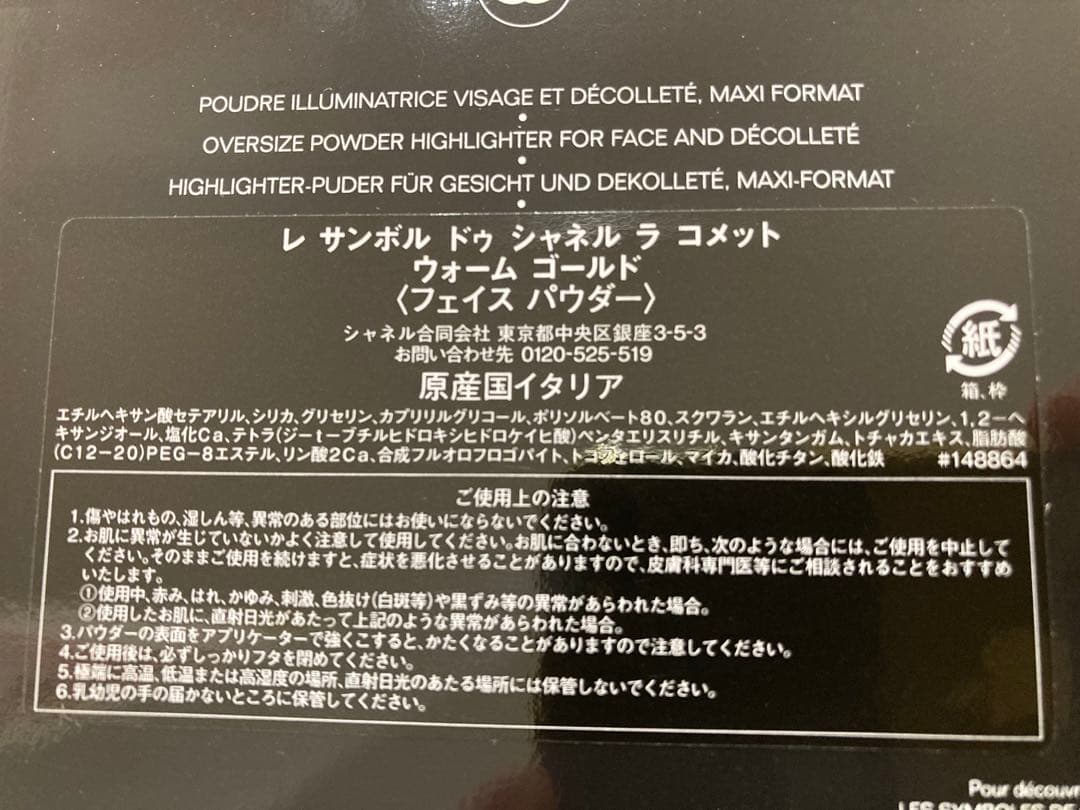 POUDRE ILLUMINATRICE VISAGE ET DÉCOLLETÉ, MAXI FORMAT
OVERSIZE POWDER HIGHLIGHTER FOR FACE AND DÉCOLLETÉ
HIGHLIGHTER-PUDER FÜR GESICHT UND DEKOLLETÉ, MAXI-FORMAT
レ サンボル ドゥ シャネル ラ コメット
ウォーム ゴールド
〈フェイス パウダー〉
シャネル合同会社 東京都中央区銀座3-5-3
お問い合わせ先 0120-525-519
原産国イタリア
紙
箱、枠
エチルヘキサン酸セテアリル、シリカ、グリセリン、カプリリルグリコール、ポリソルベート80、スクワラン、エチルヘキシルグリセリン、1,2-ヘ
キサンジオール、塩化Ca、テトラ(ジ-t-ブチルヒドロキシヒドロケイヒ酸)ペンタエリスリチル、キサンタンガム、トチャカエキス、脂肪酸
(C12-20)PEG-8エステル、リン酸2Ca、合成フルオロフロゴパイト、トコフェロール、マイカ、酸化チタン、酸化鉄 #148864
ご使用上の注意
1.傷やはれもの、湿しん等、異常のある部位にはお使いにならないでください。
2.お肌に異常が生じていないかよく注意して使用してください。お肌に合わないとき、即ち、次のような場合には、ご使用を中止して
ください。そのままご使用を続けますと、症状を悪化させることがありますので、皮膚科専門医等にご相談されることをおすすめ
いたします。
①使用中、赤み、はれ、かゆみ、刺激、色抜け(白斑等)や黒ずみ等の異常があらわれた場合。
②使用したお肌に、直射日光があたって上記のような異常があらわれた場合。
3.パウダーの表面をアプリケーターで強くこすると、かたくなることがありますので注意してください。
4.ご使用後は、必ずしっかりフタを閉めてください。
5.極端に高温、低温または高湿度の場所、直射日光のあたる場所には保管しないでください。
6.乳幼児の手の届かないところに保管してください。
Pour découvr
LES SYMBOLES DE